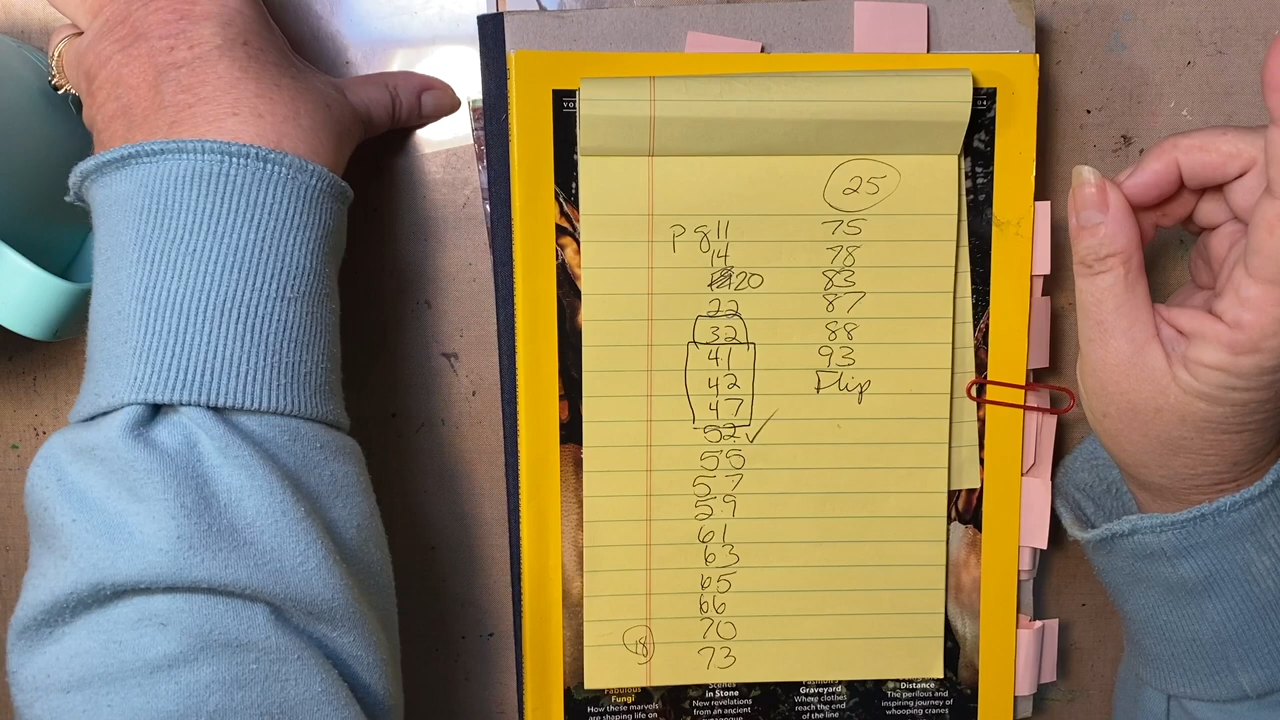 VO
04
25
pg 11
14
20
22
32
41
42
47
52 ✓
55
57
59
61
63
65
66
70
73
18
75
78
83
87
88
93
Flip
Fabulous
Fungi
How these marvels
are shaping life on
Scenes
in Stone
New revelations
from an ancient
Fashion's
Graveyard
Where clothes
reach the end
of the line
Distance
The perilous and
inspiring journey of
whooping cranes